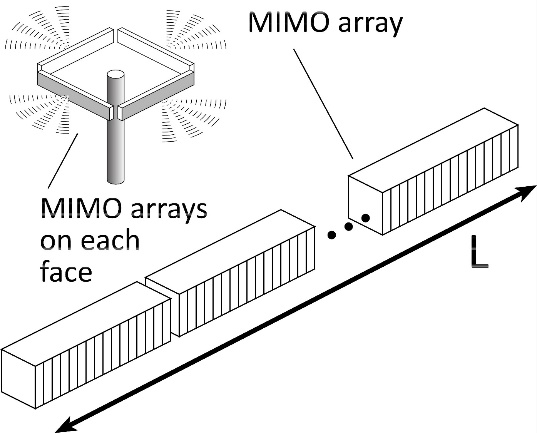 MIMO array
MIMO arrays
on each
face
L